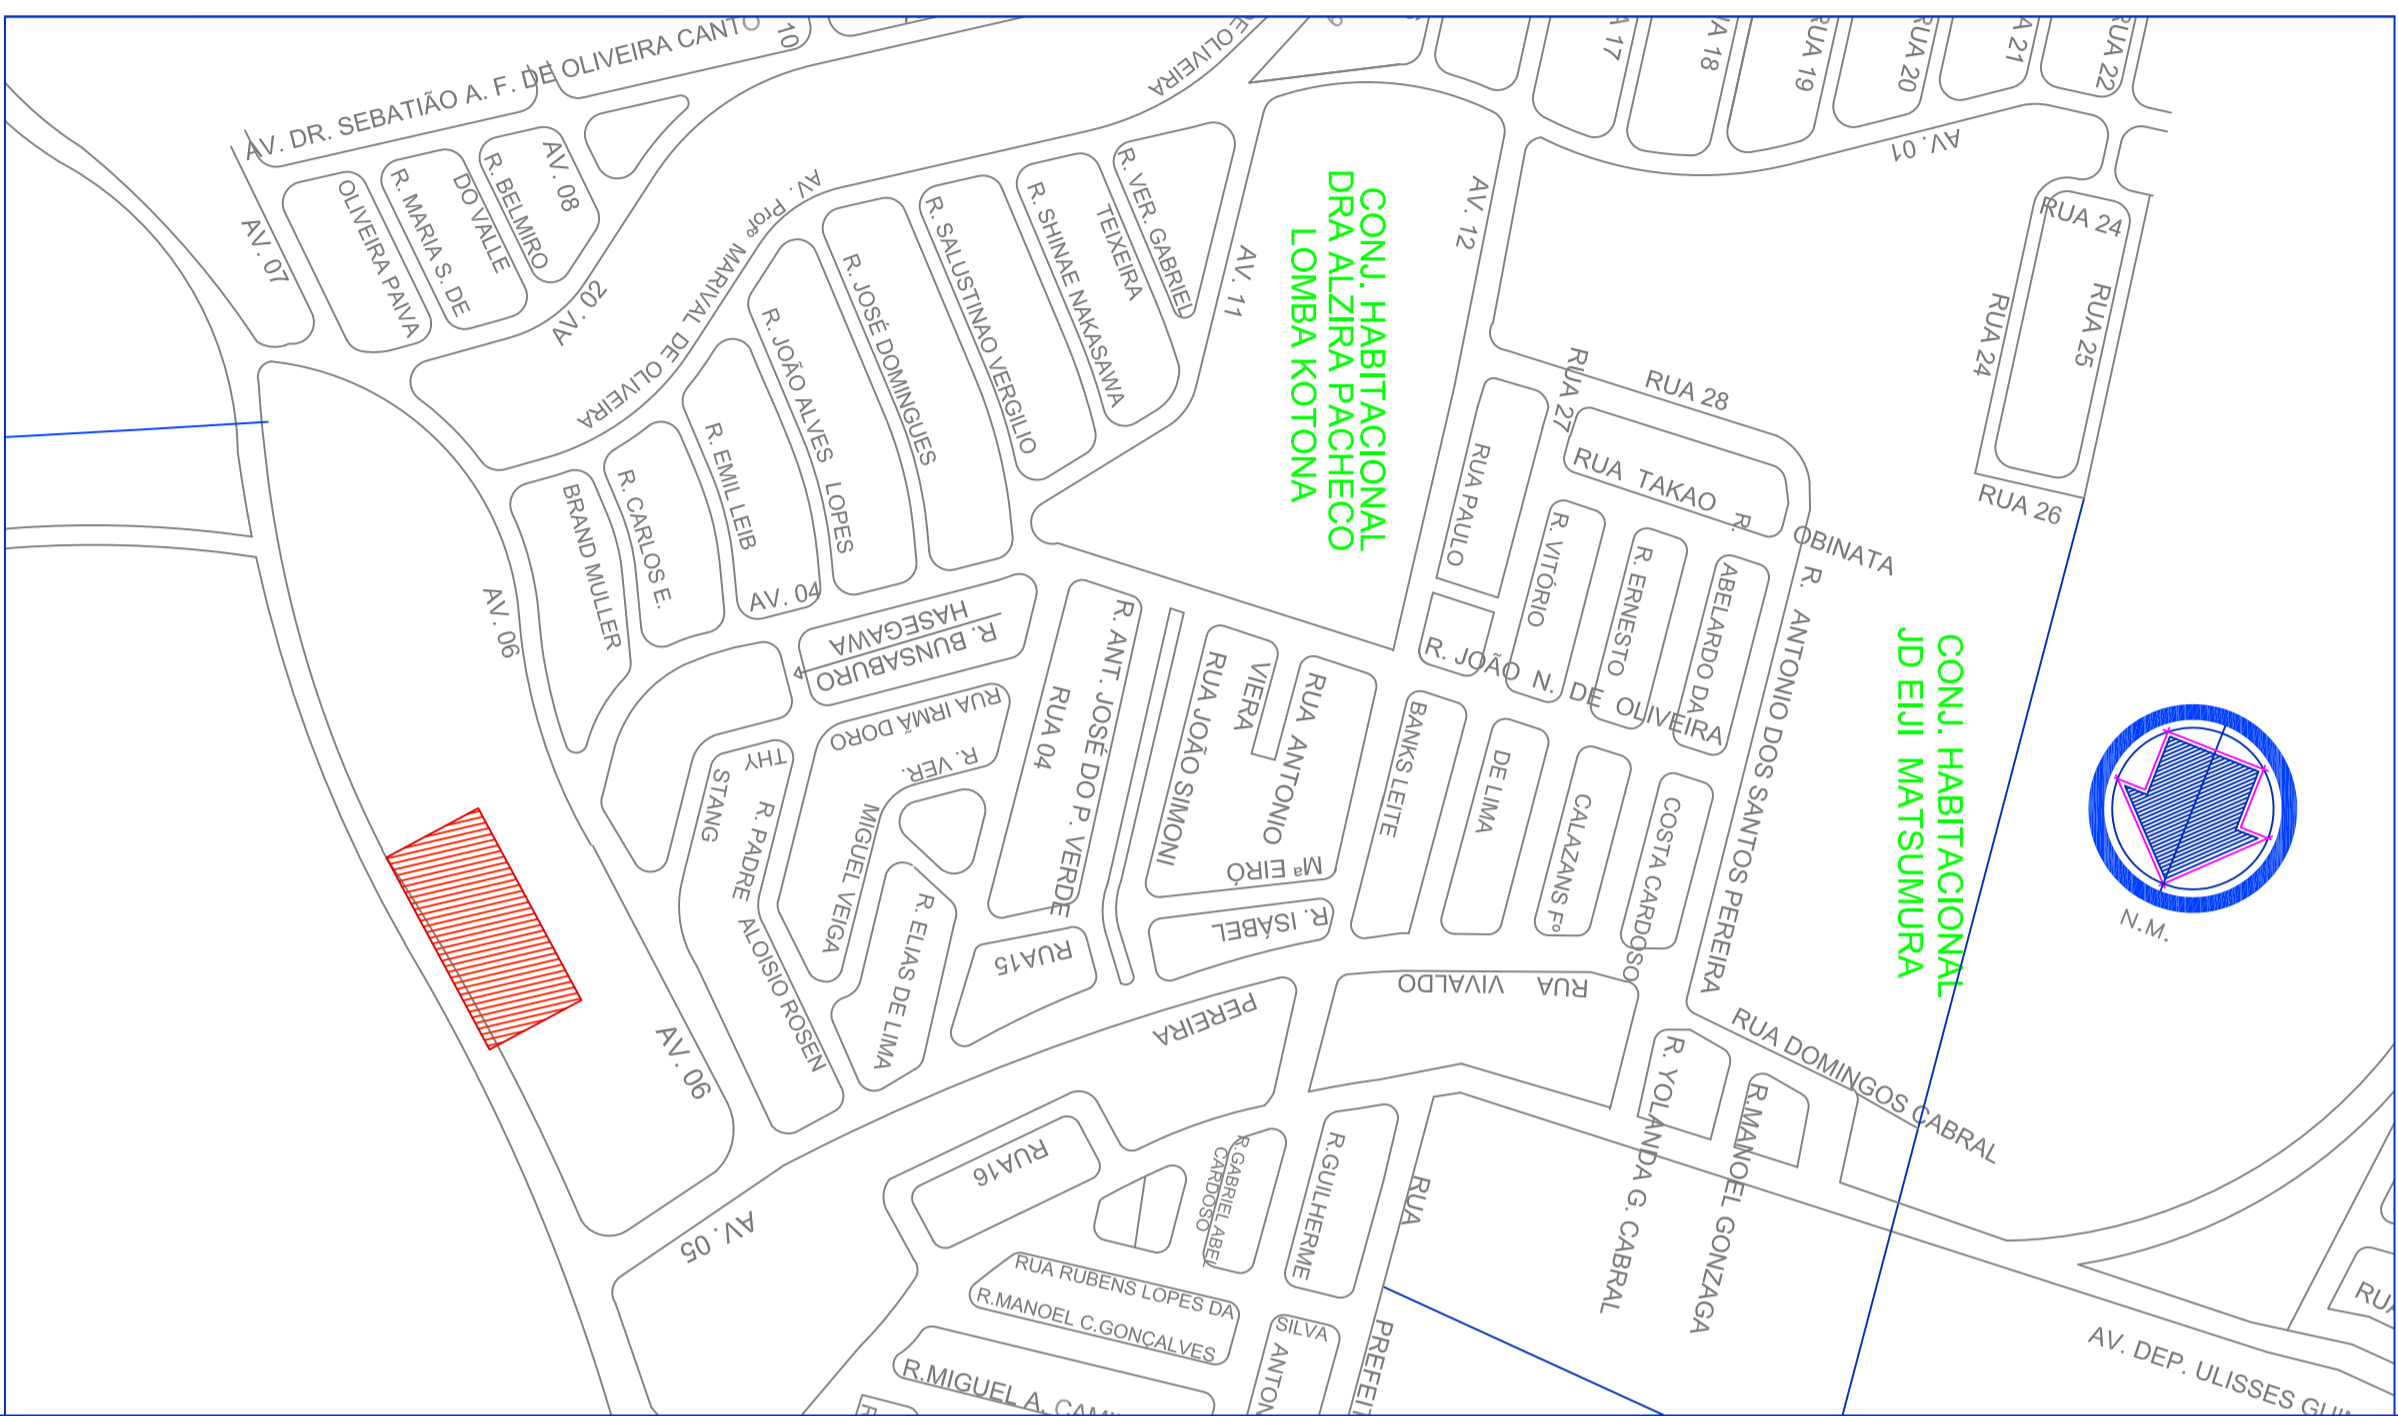 AV. DR. SEBATIÃO A. F. DE OLIVEIRA CANTO
10
AV. 07
OLIVEIRA PAIVA
R. MARIA S. DE
DO VALLE
R. BELMIRO
AV. 08
AV. 02
AV. Profº MARIVAL DE OLIVEIRA
R. VER. GABRIEL
TEIXEIRA
R. SHINAE NAKASAWA
R. SALUSTINAO VERGILIO
R. JOSÉ DOMINGUES
R. JOÃO ALVES LOPES
R. EMIL LEIB
R. CARLOS E.
BRAND MULLER
AV. 04
AV. 06
AV. 11
AV. 12
CONJ. HABITACIONAL
DRA ALZIRA PACHECO
LOMBA KOTONA
17
18
RUA 19
RUA 20
21
RUA 22
AV. 01
RUA 24
RUA 25
RUA 24
RUA 26
RUA 28
RUA 27
RUA TAKAO
OBINATA
RUA PAULO
R. VITÓRIO
R. ERNESTO
R.
ABELARDO DA
R. ANTONIO DOS SANTOS PEREIRA
R. JOÃO N. DE OLIVEIRA
BANKS LEITE
DE LIMA
CALAZANS Fº
COSTA CARDOSO
CONJ. HABITACIONAL
JD EIJI MATSUMURA
N.M.
R. BUNSABURO
HASEGAWA
RUA IRMÃ DORO
THY
STANG
R. VER.
MIGUEL VEIGA
R. PADRE ALOISIO ROSEN
R. ELIAS DE LIMA
RUA 04
R. ANT. JOSÉ DO P. VERDE
RUA JOÃO SIMONI
VIERA
RUA ANTONIO
Mª EIRÓ
R. ISÁBEL
RUA15
RUA VIVALDO
PEREIRA
AV. 06
AV. 05
RUA16
R.GABRIEL ABEL
CARDOSO
R.GUILHERME
RUA
PREFEIT
RUA RUBENS LOPES DA
SILVA
R.MANOEL C.GONÇALVES
R.MIGUEL A.
ANTON
R. YOLANDA G. CABRAL
R.MANOEL GONZAGA
RUA DOMINGOS CABRAL
AV. DEP. ULISSES
RUA